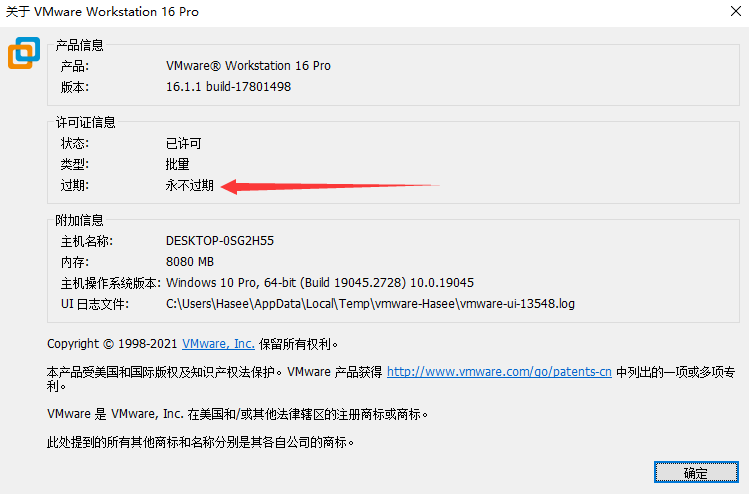 关于 VMware Workstation 16 Pro
产品信息
产品: VMware® Workstation 16 Pro
版本: 16.1.1 build-17801498
许可证信息
状态: 已许可
类型: 批量
过期: 永不过期
附加信息
主机名称: DESKTOP-0SG2H55
内存: 8080 MB
主机操作系统版本: Windows 10 Pro, 64-bit (Build 19045.2728) 10.0.19045
UI 日志文件: C:\Users\Hasee\AppData\Local\Temp\vmware-Hasee\vmware-ui-13548.log
Copyright © 1998-2021 VMware, Inc. 保留所有权利。
本产品受美国和国际版权及知识产权法保护。VMware 产品获得 http://www.vmware.com/go/patents-cn 中列出的一项或多项专
利。
VMware 是 VMware, Inc. 在美国和/或其他法律辖区的注册商标或商标。
此处提到的所有其他商标和名称分别是其各自公司的商标。
确定